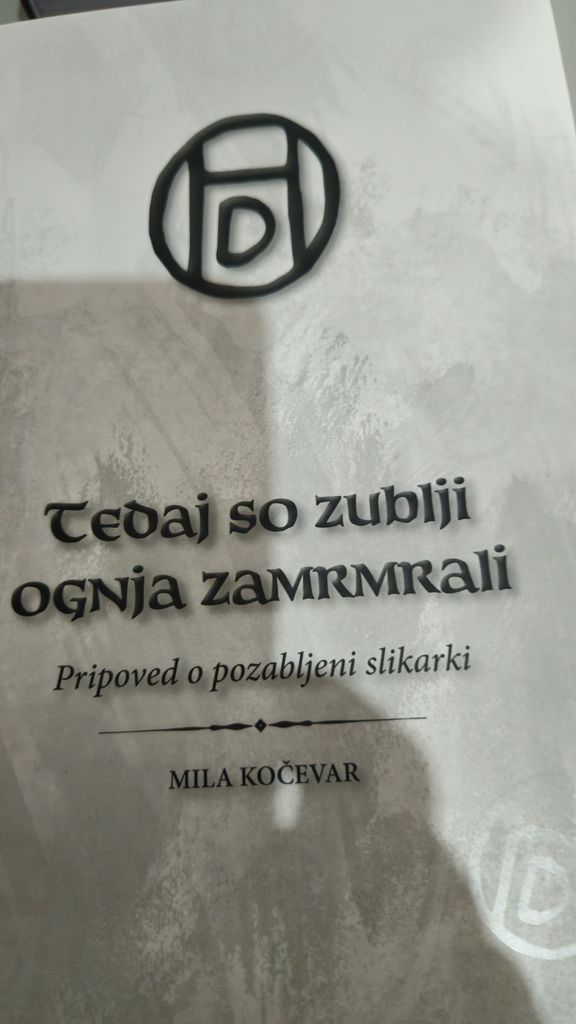 D
Tedaj so zublji
ognja zamrmrali
Pripoved o pozabljeni slikarki
MILA KOČEVAR
D